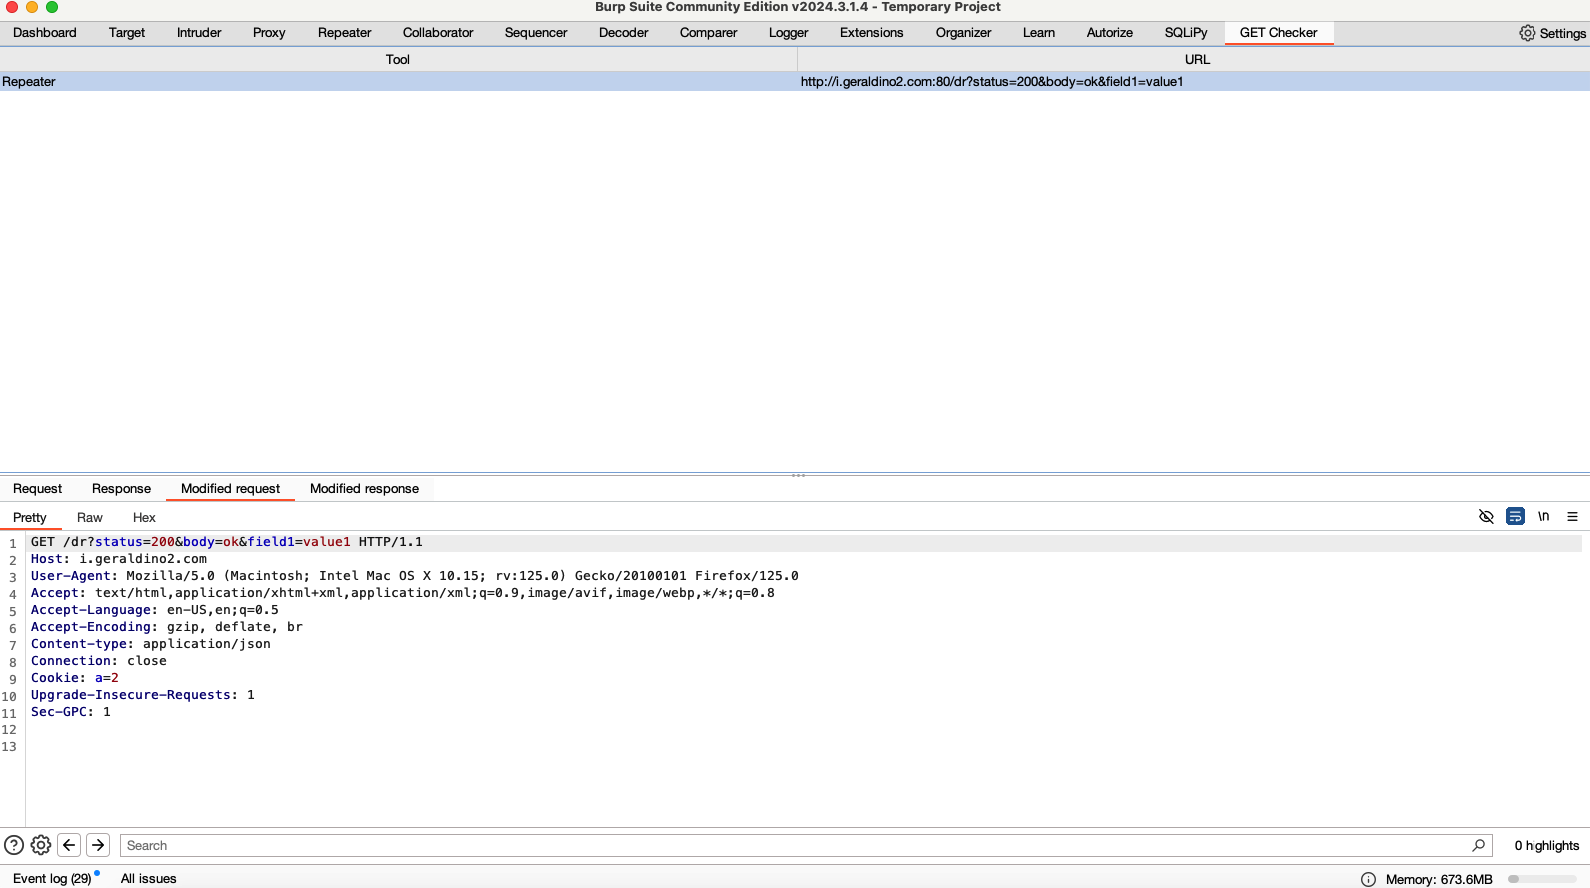 Burp Suite Community Edition v2024.3.1.4 - Temporary Project
Dashboard Target Intruder Proxy Repeater Collaborator Sequencer Decoder Comparer Logger Extensions Organizer Learn Autorize SQLiPy GET Checker Settings
Tool URL
Repeater http://i.geraldino2.com:80/dr?status=200&body=ok&field1=value1
Request Response Modified request Modified response
Pretty Raw Hex \n
1 GET /dr?status=200&body=ok&field1=value1 HTTP/1.1
2 Host: i.geraldino2.com
3 User-Agent: Mozilla/5.0 (Macintosh; Intel Mac OS X 10.15; rv:125.0) Gecko/20100101 Firefox/125.0
4 Accept: text/html,application/xhtml+xml,application/xml;q=0.9,image/avif,image/webp,*/*;q=0.8
5 Accept-Language: en-US,en;q=0.5
6 Accept-Encoding: gzip, deflate, br
7 Content-type: application/json
8 Connection: close
9 Cookie: a=2
10 Upgrade-Insecure-Requests: 1
11 Sec-GPC: 1
12
13
Search 0 highlights
Event log (29) All issues Memory: 673.6MB